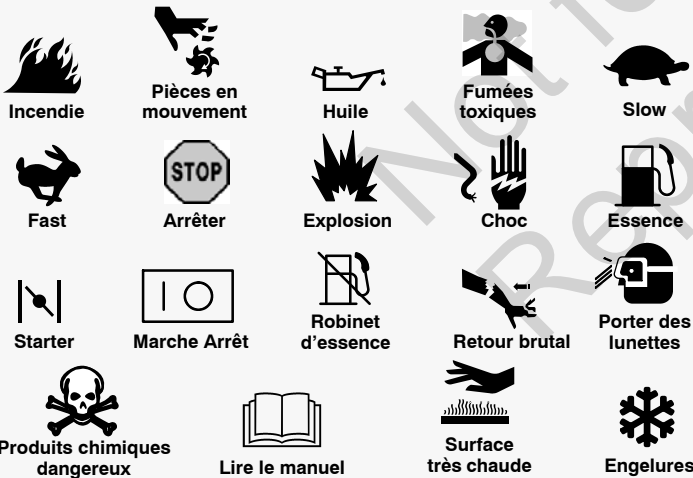 Incendie
Pièces en
mouvement
Huile
Fumées
toxiques
Slow
Fast
STOP
Arrêter
Explosion
Choc
Essence
Starter
Marche Arrêt
Robinet
d’essence
Retour brutal
Porter des
lunettes
Produits chimiques
dangereux
Lire le manuel
Surface
très chaude
Engelures
Not